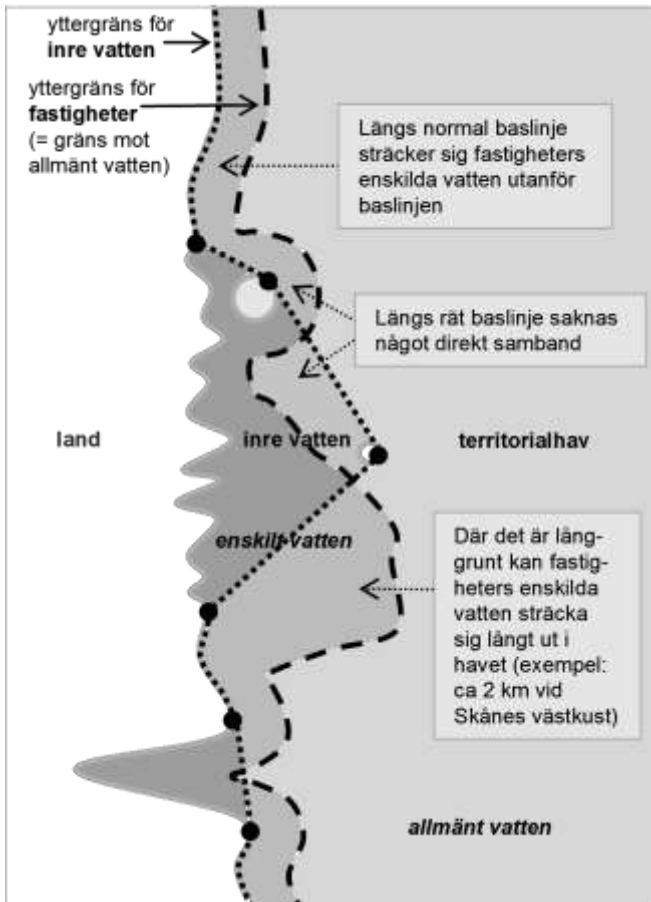 yttergräns för
inre vatten
yttergräns för
fastigheter
(= gräns mot
allmänt vatten)
Längs normal baslinje
sträcker sig fastigheters
enskilda vatten utanför
baslinjen
Längs rät baslinje saknas
något direkt samband
land
inre vatten
territorialhav
enskilt vatten
Där det är lång-
grunt kan fastig-
heters enskilda
vatten sträcka
sig långt ut i
havet (exempel:
ca 2 km vid
Skånes västkust)
allmänt vatten